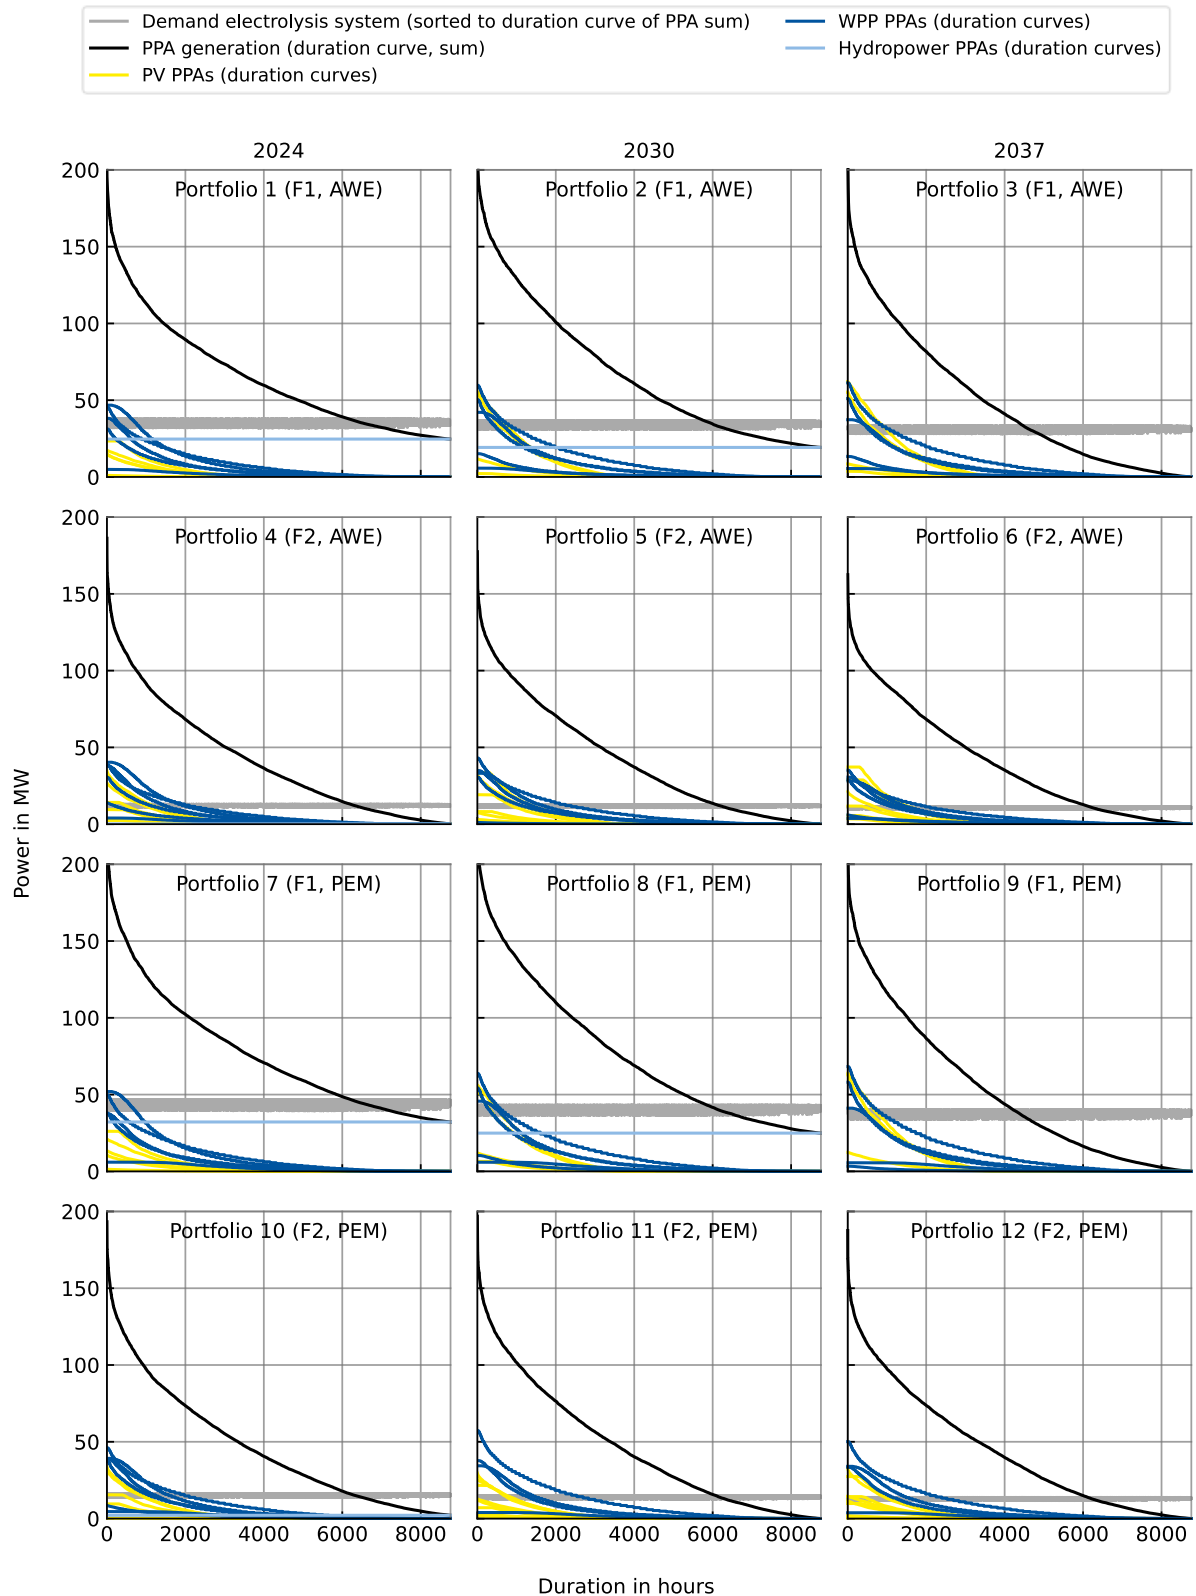 Demand electrolysis system (sorted to duration curve of PPA sum)
PPA generation (duration curve, sum)
PV PPAs (duration curves)
WPP PPAs (duration curves)
Hydropower PPAs (duration curves)
2024
2030
2037
200
150
100
50
0
Portfolio 1 (F1, AWE)
Portfolio 2 (F1, AWE)
Portfolio 3 (F1, AWE)
200
150
100
50
0
Portfolio 4 (F2, AWE)
Portfolio 5 (F2, AWE)
Portfolio 6 (F2, AWE)
Power in MW
200
150
100
50
0
Portfolio 7 (F1, PEM)
Portfolio 8 (F1, PEM)
Portfolio 9 (F1, PEM)
200
150
100
50
0
Portfolio 10 (F2, PEM)
Portfolio 11 (F2, PEM)
Portfolio 12 (F2, PEM)
0 2000 4000 6000 8000
0 2000 4000 6000 8000
0 2000 4000 6000 8000
Duration in hours